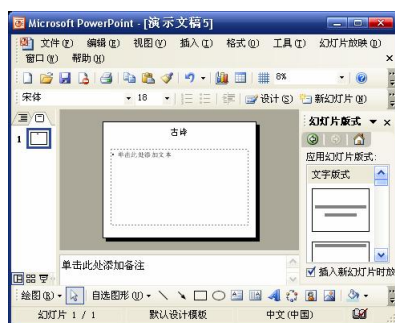 Microsoft PowerPoint - [演示文稿5]
文件(F) 编辑(E) 视图(V) 插入(I) 格式(O) 工具(T) 幻灯片放映(D)
窗口(W) 帮助(H)
8%
宋体 18 设计(S) 新幻灯片(N)
幻灯片版式
1
古诗
• 单击此处添加文本
应用幻灯片版式:
文字版式
单击此处添加备注
插入新幻灯片时放
绘图(R) 自选图形(U)
幻灯片 1 / 1 默认设计模板 中文(中国)